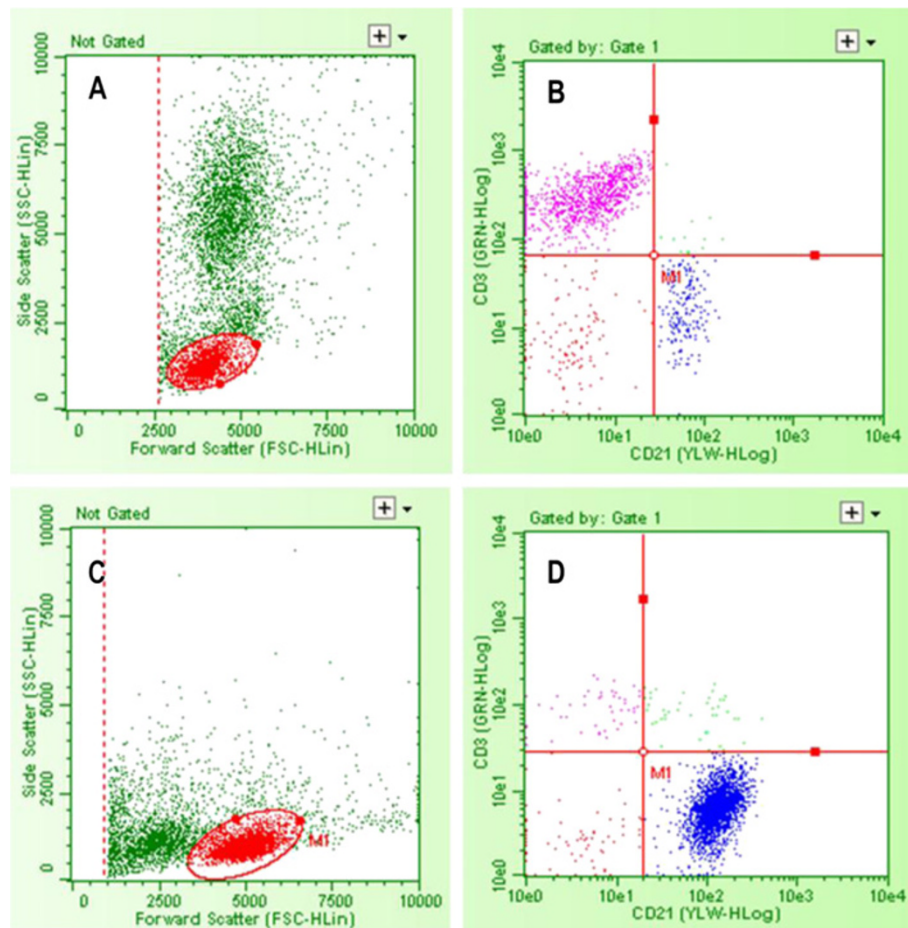 Not Gated
+
A
10000
7500
5000
2500
0
Side Scatter (SSC-HLin)
0 2500 5000 7500 10000
Forward Scatter (FSC-HLin)
Gated by: Gate 1
+
B
10e4
10e3
10e2
10e1
10e0
CD3 (GRN-HLog)
M1
10e0 10e1 10e2 10e3 10e4
CD21 (YLW-HLog)
Not Gated
+
C
10000
7500
5000
2500
0
Side Scatter (SSC-HLin)
M1
0 2500 5000 7500 10000
Forward Scatter (FSC-HLin)
Gated by: Gate 1
+
D
10e4
10e3
10e2
10e1
10e0
CD3 (GRN-HLog)
M1
10e0 10e1 10e2 10e3 10e4
CD21 (YLW-HLog)